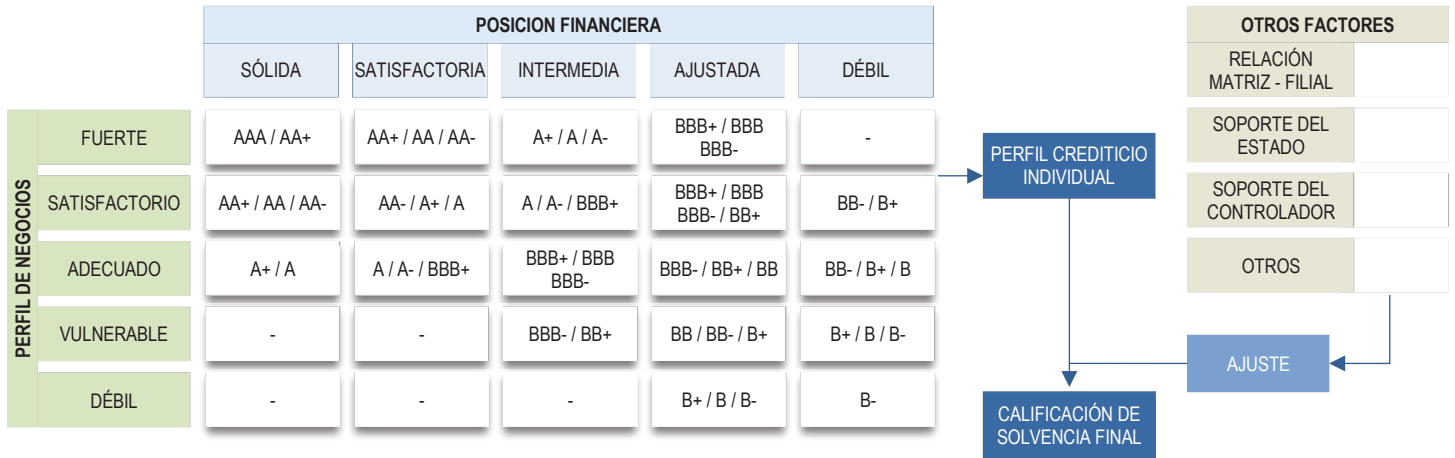 POSICION FINANCIERA
SÓLIDA
SATISFACTORIA
INTERMEDIA
AJUSTADA
DÉBIL
PERFIL DE NEGOCIOS
FUERTE
AAA / AA+
AA+ / AA / AA-
A+ / A / A-
BBB+ / BBB
BBB-
-
SATISFACTORIO
AA+ / AA / AA-
AA- / A+ / A
A / A- / BBB+
BBB+ / BBB
BBB- / BB+
BB- / B+
ADECUADO
A+ / A
A / A- / BBB+
BBB+ / BBB
BBB-
BBB- / BB+ / BB
BB- / B+ / B
VULNERABLE
-
-
BBB- / BB+
BB / BB- / B+
B+ / B / B-
DÉBIL
-
-
-
B+ / B / B-
B-
PERFIL CREDITICIO
INDIVIDUAL
CALIFICACIÓN DE
SOLVENCIA FINAL
OTROS FACTORES
RELACIÓN
MATRIZ - FILIAL
SOPORTE DEL
ESTADO
SOPORTE DEL
CONTROLADOR
OTROS
AJUSTE